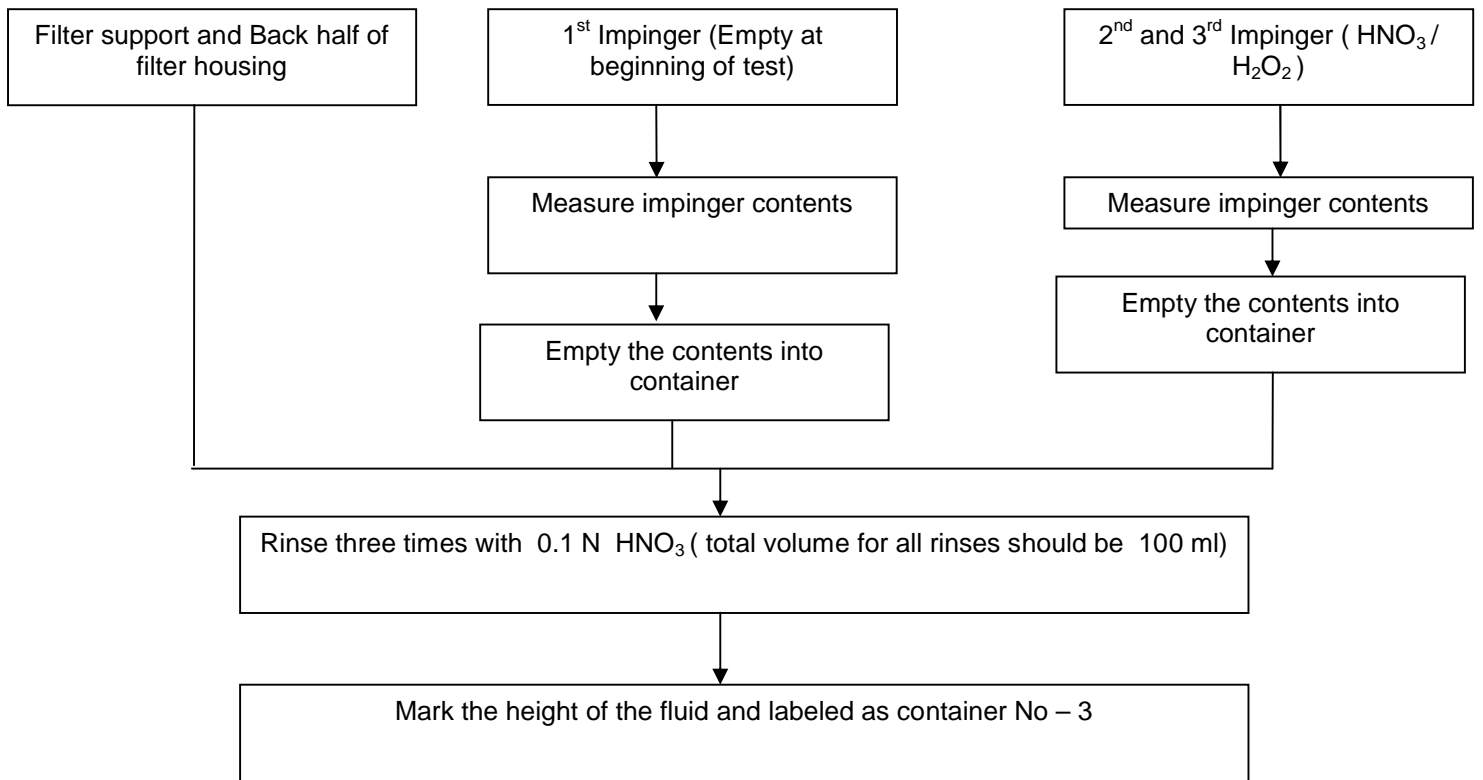 Filter support and Back half of
filter housing
1st Impinger (Empty at
beginning of test)
2nd and 3rd Impinger ( HNO3 /
H2O2 )
Measure impinger contents
Measure impinger contents
Empty the contents into
container
Empty the contents into
container
Rinse three times with 0.1 N HNO3 ( total volume for all rinses should be 100 ml)
Mark the height of the fluid and labeled as container No – 3